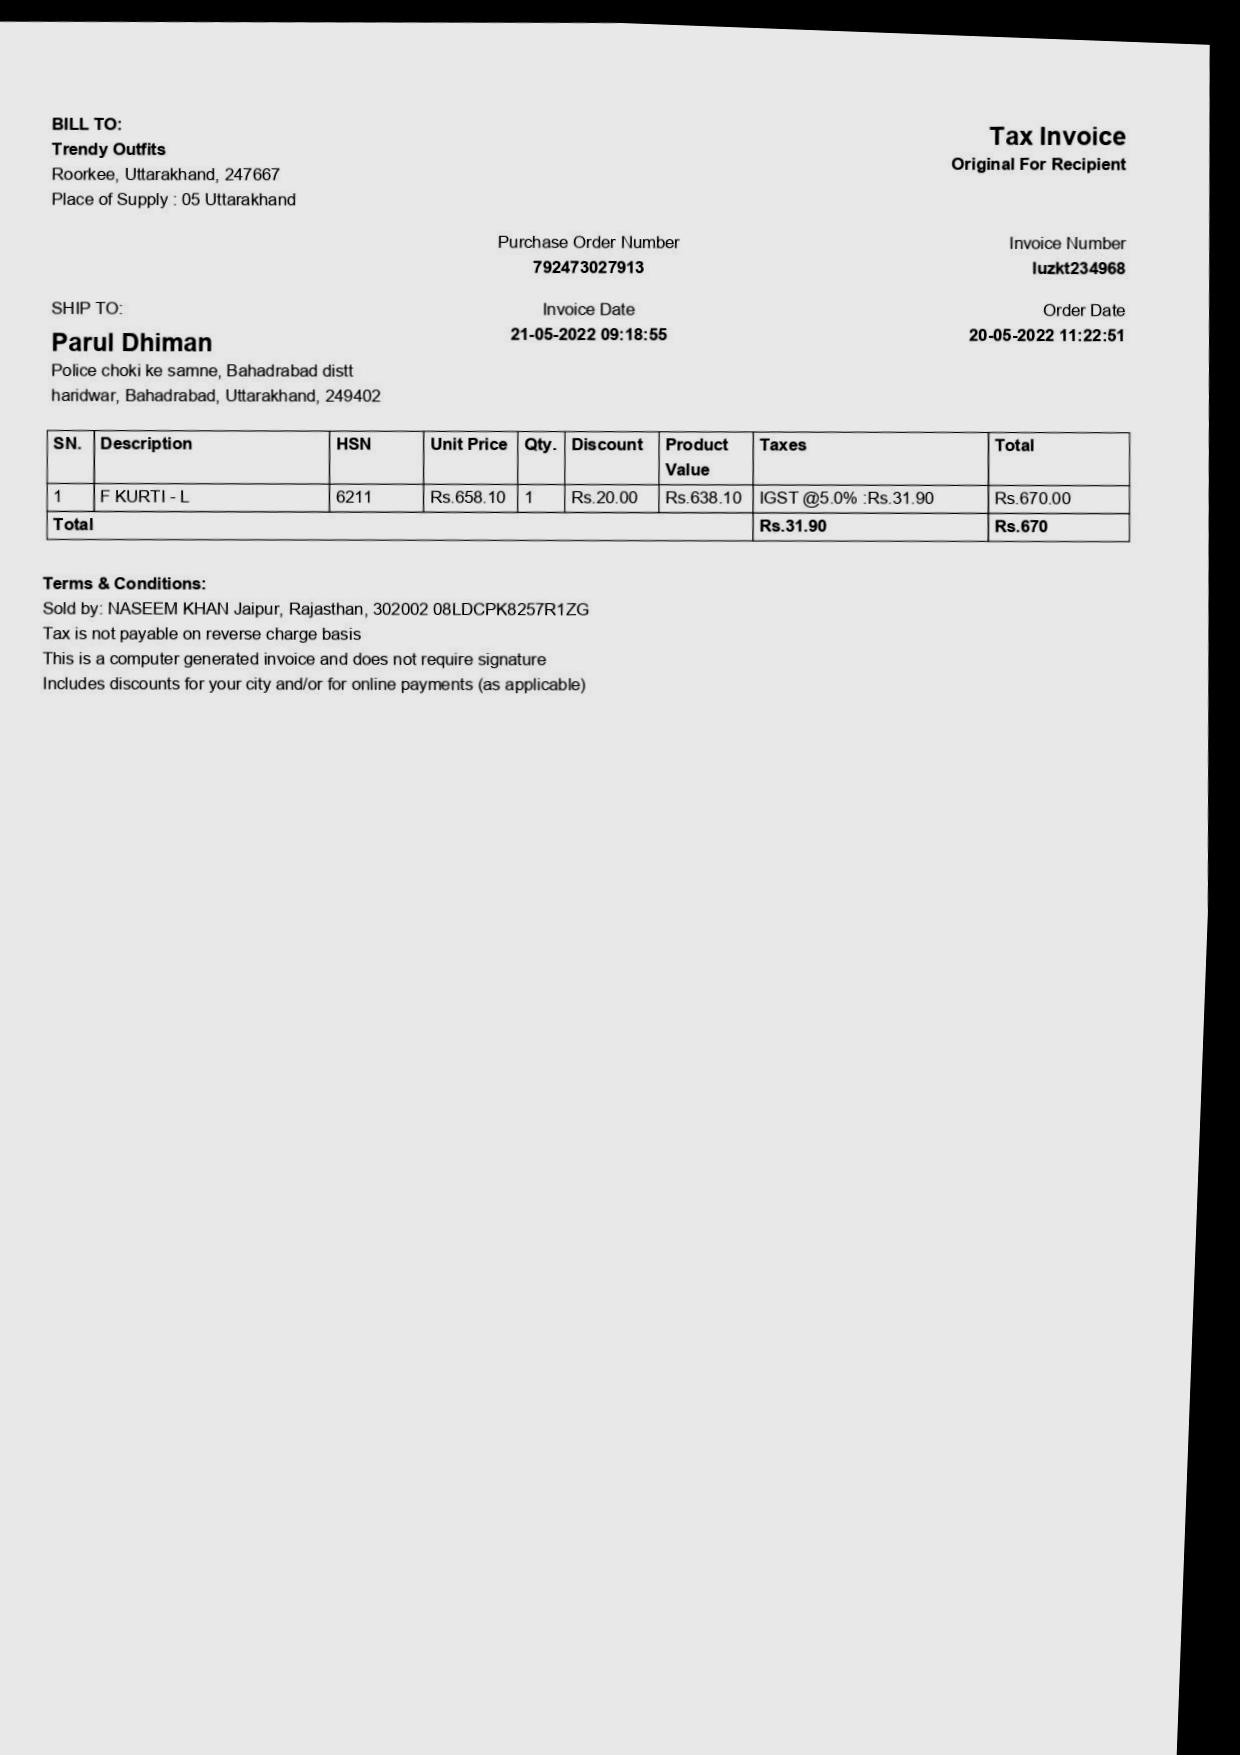 BILL TO:
Trendy Outfits
Roorkee, Uttarakhand, 247667
Place of Supply : 05 Uttarakhand
Tax Invoice
Original For Recipient
Purchase Order Number
792473027913
Invoice Number
luzkt234968
SHIP TO:
Parul Dhiman
Police choki ke samne, Bahadrabad distt
haridwar, Bahadrabad, Uttarakhand, 249402
Invoice Date
21-05-2022 09:18:55
Order Date
20-05-2022 11:22:51
SN. Description HSN Unit Price Qty. Discount Product Value Taxes Total
1 F KURTI - L 6211 Rs.658.10 1 Rs.20.00 Rs.638.10 IGST @5.0% :Rs.31.90 Rs.670.00
Total Rs.31.90 Rs.670
Terms & Conditions:
Sold by: NASEEM KHAN Jaipur, Rajasthan, 302002 08LDCPK8257R1ZG
Tax is not payable on reverse charge basis
This is a computer generated invoice and does not require signature
Includes discounts for your city and/or for online payments (as applicable)